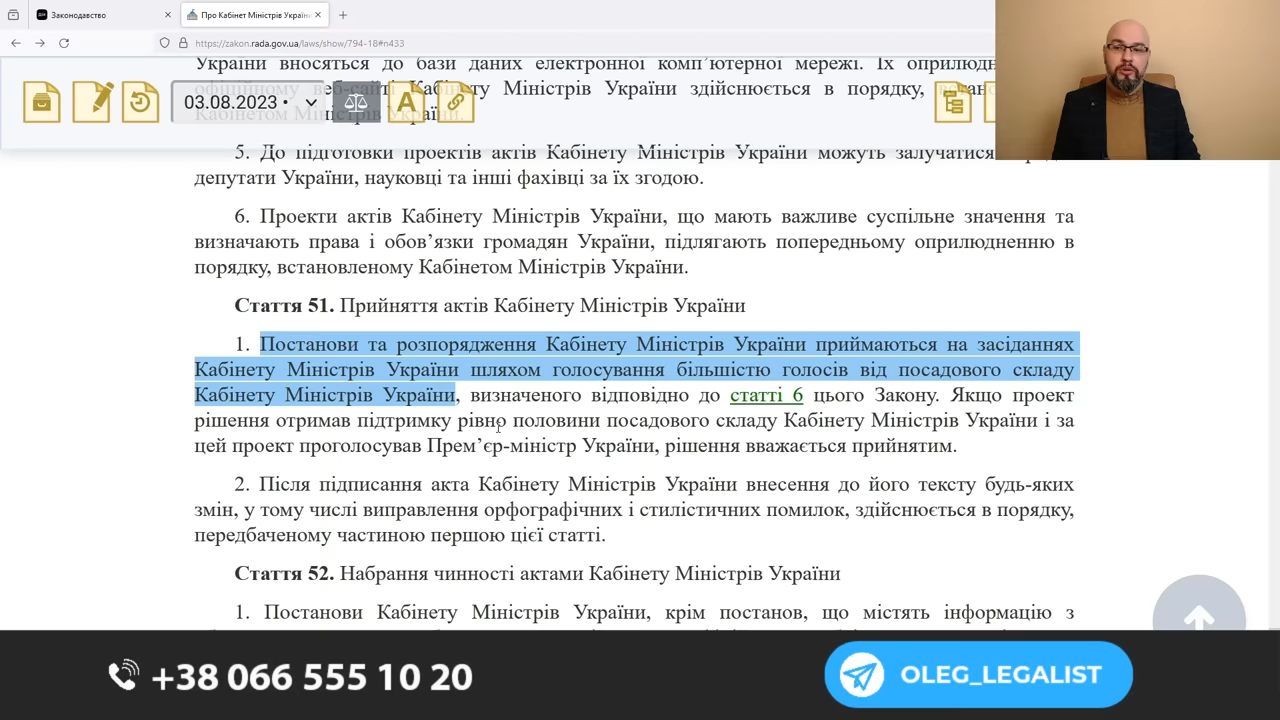 Законодавство
Про Кабінет Міністрів Україн
https://zakon.rada.gov.ua/laws/show/794-18#n433
України вносяться до бази даних електронної комп’ютерної мережі. Їх
офіційному веб-сайті Кабінету Міністрів України здійснюється в порядку,
03.08.2023
A
Кабінетом Міністрів України.
5. До підготовки проектів актів Кабінету Міністрів України можуть залучатися
депутати України, науковці та інші фахівці за їх згодою.
6. Проекти актів Кабінету Міністрів України, що мають важливе суспільне значення та
визначають права і обов’язки громадян України, підлягають попередньому оприлюдненню в
порядку, встановленому Кабінетом Міністрів України.
Стаття 51. Прийняття актів Кабінету Міністрів України
1. Постанови та розпорядження Кабінету Міністрів України приймаються на засіданнях
Кабінету Міністрів України шляхом голосування більшістю голосів від посадового складу
Кабінету Міністрів України, визначеного відповідно до статті 6 цього Закону. Якщо проект
рішення отримав підтримку рівно половини посадового складу Кабінету Міністрів України і за
цей проект проголосував Прем’єр-міністр України, рішення вважається прийнятим.
2. Після підписання акта Кабінету Міністрів України внесення до його тексту будь-яких
змін, у тому числі виправлення орфографічних і стилістичних помилок, здійснюється в порядку,
передбаченому частиною першою цієї статті.
Стаття 52. Набрання чинності актами Кабінету Міністрів України
1. Постанови Кабінету Міністрів України, крім постанов, що містять інформацію з
+38 066 555 10 20
OLEG_LEGALIST